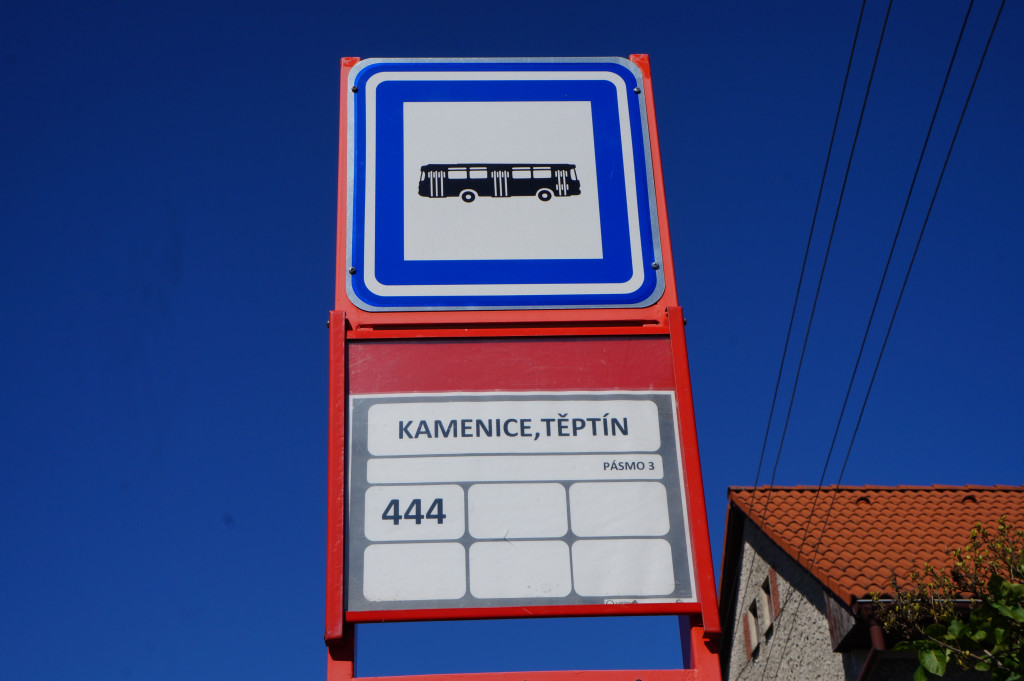 KAMENICE,TĚPTÍN
PÁSMO 3
444